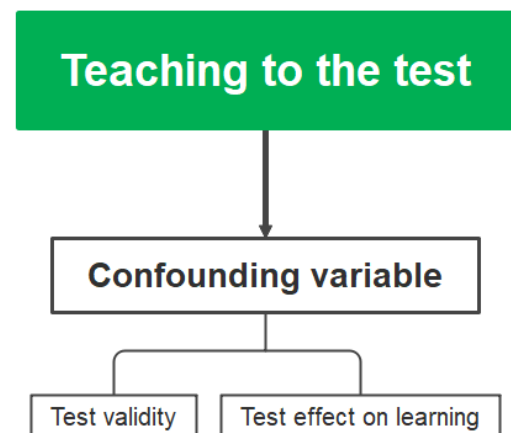 Teaching to the test
Confounding variable
Test validity
Test effect on learning